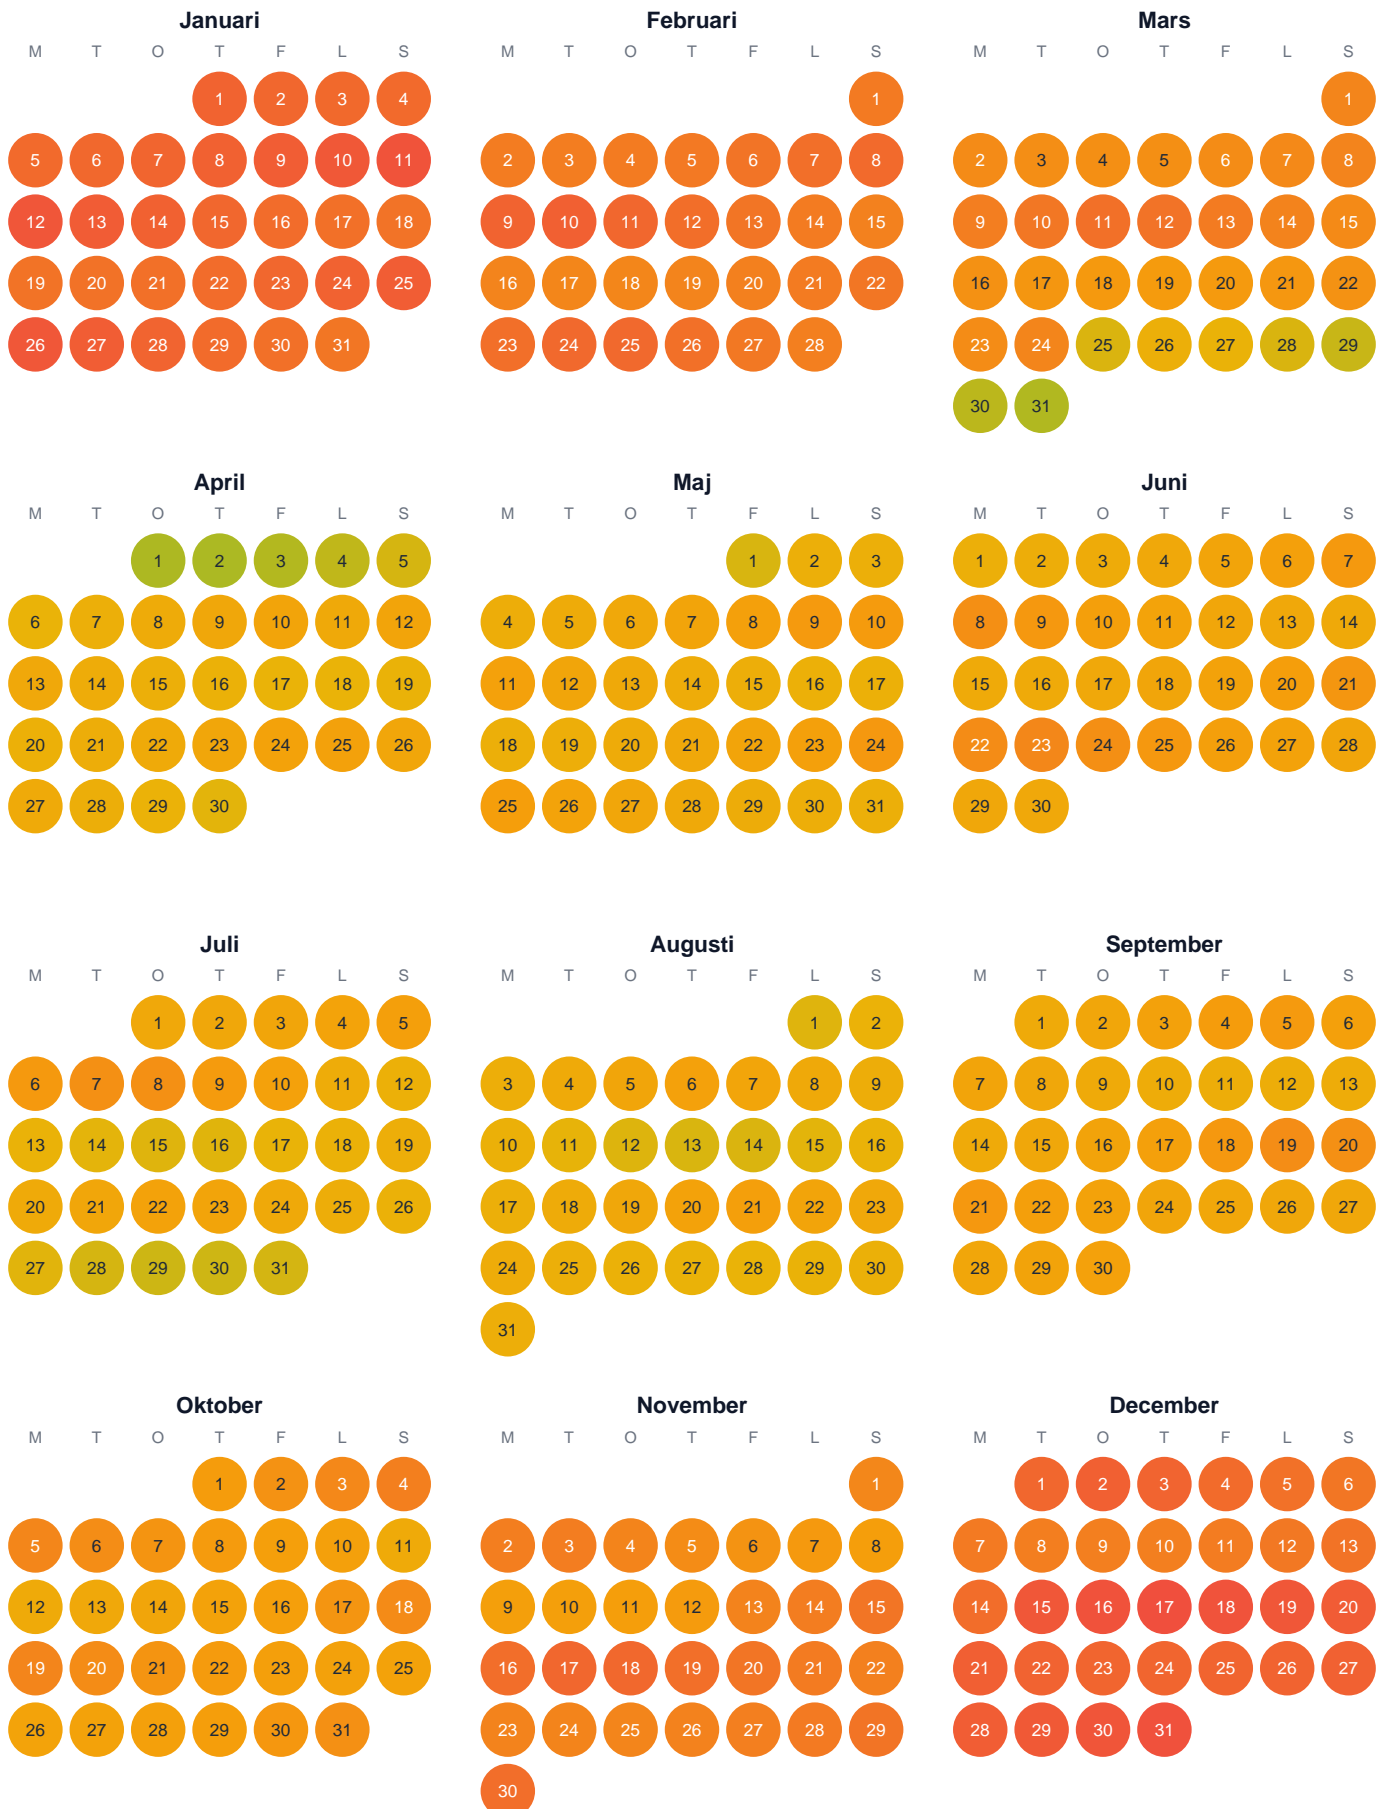 Januari Februari Mars
M T O T F L S M T O T F L S M T O T F L S
1 2 3 4 1 1
5 6 7 8 9 10 11 2 3 4 5 6 7 8 2 3 4 5 6 7 8
12 13 14 15 16 17 18 9 10 11 12 13 14 15 9 10 11 12 13 14 15
19 20 21 22 23 24 25 16 17 18 19 20 21 22 16 17 18 19 20 21 22
26 27 28 29 30 31 23 24 25 26 27 28 23 24 25 26 27 28 29
30 31
April Maj Juni
M T O T F L S M T O T F L S M T O T F L S
1 2 3 4 5 1 2 3 1 2 3 4 5 6 7
6 7 8 9 10 11 12 4 5 6 7 8 9 10 8 9 10 11 12 13 14
13 14 15 16 17 18 19 11 12 13 14 15 16 17 15 16 17 18 19 20 21
20 21 22 23 24 25 26 18 19 20 21 22 23 24 22 23 24 25 26 27 28
27 28 29 30 25 26 27 28 29 30 31 29 30
Juli Augusti September
M T O T F L S M T O T F L S M T O T F L S
1 2 3 4 5 1 2 1 2 3 4 5 6
6 7 8 9 10 11 12 3 4 5 6 7 8 9 7 8 9 10 11 12 13
13 14 15 16 17 18 19 10 11 12 13 14 15 16 14 15 16 17 18 19 20
20 21 22 23 24 25 26 17 18 19 20 21 22 23 21 22 23 24 25 26 27
27 28 29 30 31 24 25 26 27 28 29 30 28 29 30
31
Oktober November December
M T O T F L S M T O T F L S M T O T F L S
1 2 3 4 1 1 2 3 4 5 6
5 6 7 8 9 10 11 2 3 4 5 6 7 8 7 8 9 10 11 12 13
12 13 14 15 16 17 18 9 10 11 12 13 14 15 14 15 16 17 18 19 20
19 20 21 22 23 24 25 16 17 18 19 20 21 22 21 22 23 24 25 26 27
26 27 28 29 30 31 23 24 25 26 27 28 29 28 29 30 31
30